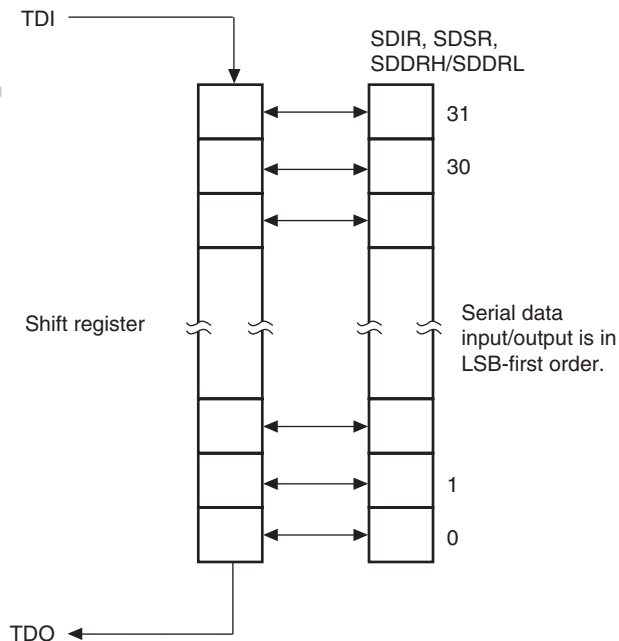 TDI
SDIR, SDSR,
SDDRH/SDDRL
31
30
Shift register
Serial data
input/output is in
LSB-first order.
1
0
TDO